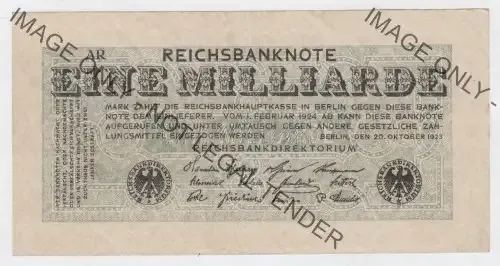 IMAGE ONLY - NOT LEGAL TENDER
IMAGE ONLY
AR
REICHSBANKNOTE
EINE MILLIARDE
MARK ZAHLT DIE REICHSBANKHAUPTKASSE IN BERLIN GEGEN DIESE BANK-
NOTE DEM EINLIEFERER. VOM 1. FEBRUAR 1924 AB KANN DIESE BANKNOTE
AUFGERUFEN UND UNTER UMTAUSCH GEGEN ANDERE GESETZLICHE ZAH-
LUNGSMITTEL EINGEZOGEN WERDEN
BERLIN, DEN 20. OKTOBER 1923
REICHSBANKDIREKTORIUM
REICHSBANKDIREKTORIUM
REICHSBANKDIREKTORIUM